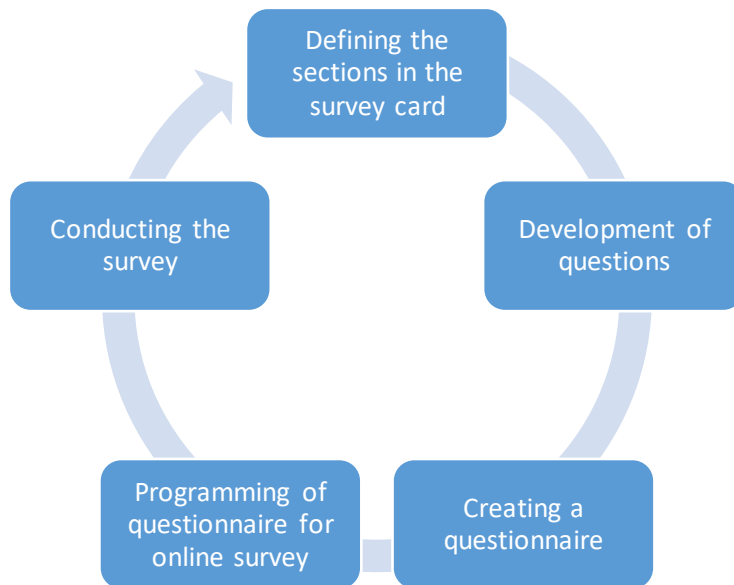 Defining the
sections in the
survey card
Development of
questions
Creating a
questionnaire
Programming of
questionnaire for
online survey
Conducting the
survey